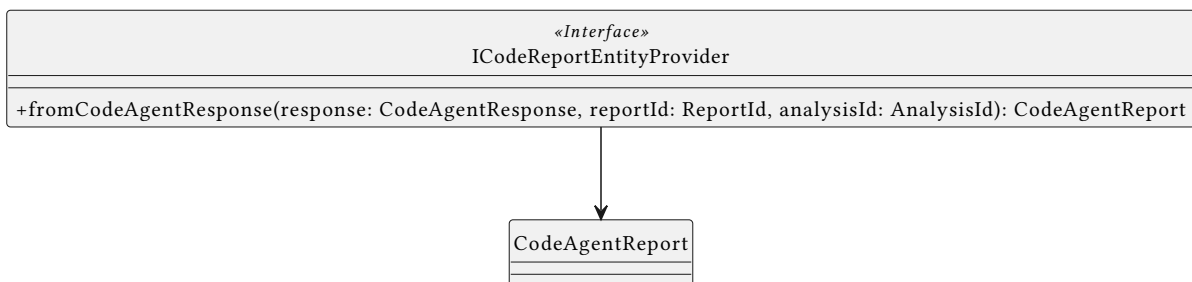 «Interface»
ICodeReportEntityProvider
+fromCodeAgentResponse(response: CodeAgentResponse, reportId: ReportId, analysisId: AnalysisId): CodeAgentReport
CodeAgentReport